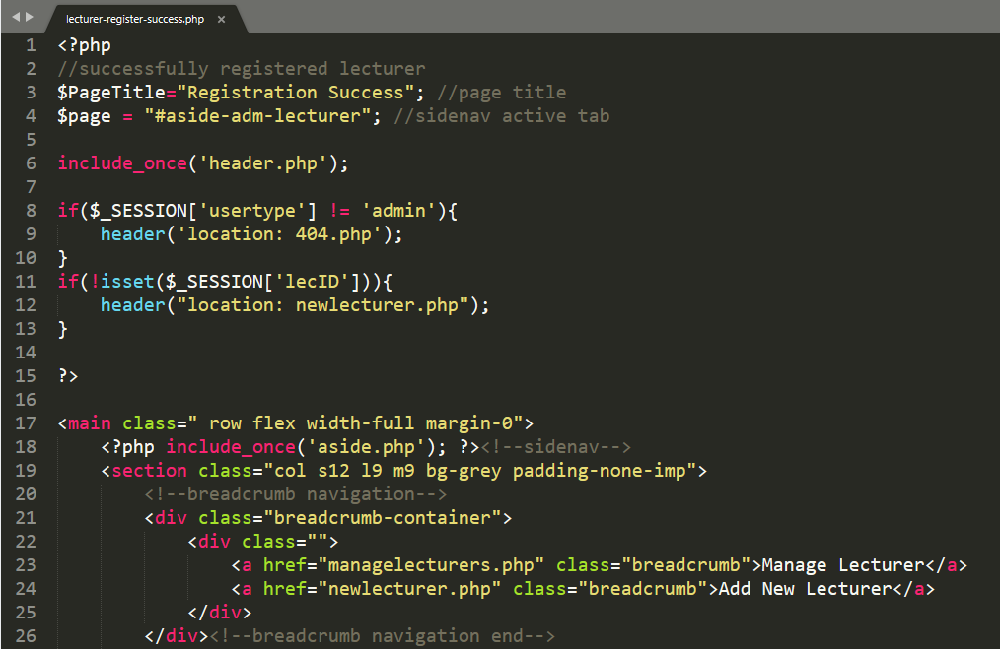 lecturer-register-success.php ×
1 <?php
2 //successfully registered lecturer
3 $PageTitle="Registration Success"; //page title
4 $page = "#aside-adm-lecturer"; //sidenav active tab
5
6 include_once('header.php');
7
8 if($_SESSION['usertype'] != 'admin'){
9     header('location: 404.php');
10 }
11 if(!isset($_SESSION['lecID'])){
12     header("location: newlecturer.php");
13 }
14
15 ?>
16
17 <main class=" row flex width-full margin-0">
18     <?php include_once('aside.php'); ?><!--sidenav-->
19     <section class="col s12 l9 m9 bg-grey padding-none-imp">
20         <!--breadcrumb navigation-->
21         <div class="breadcrumb-container">
22             <div class="">
23                 <a href="managelecturers.php" class="breadcrumb">Manage Lecturer</a>
24                 <a href="newlecturer.php" class="breadcrumb">Add New Lecturer</a>
25             </div>
26         </div><!--breadcrumb navigation end-->